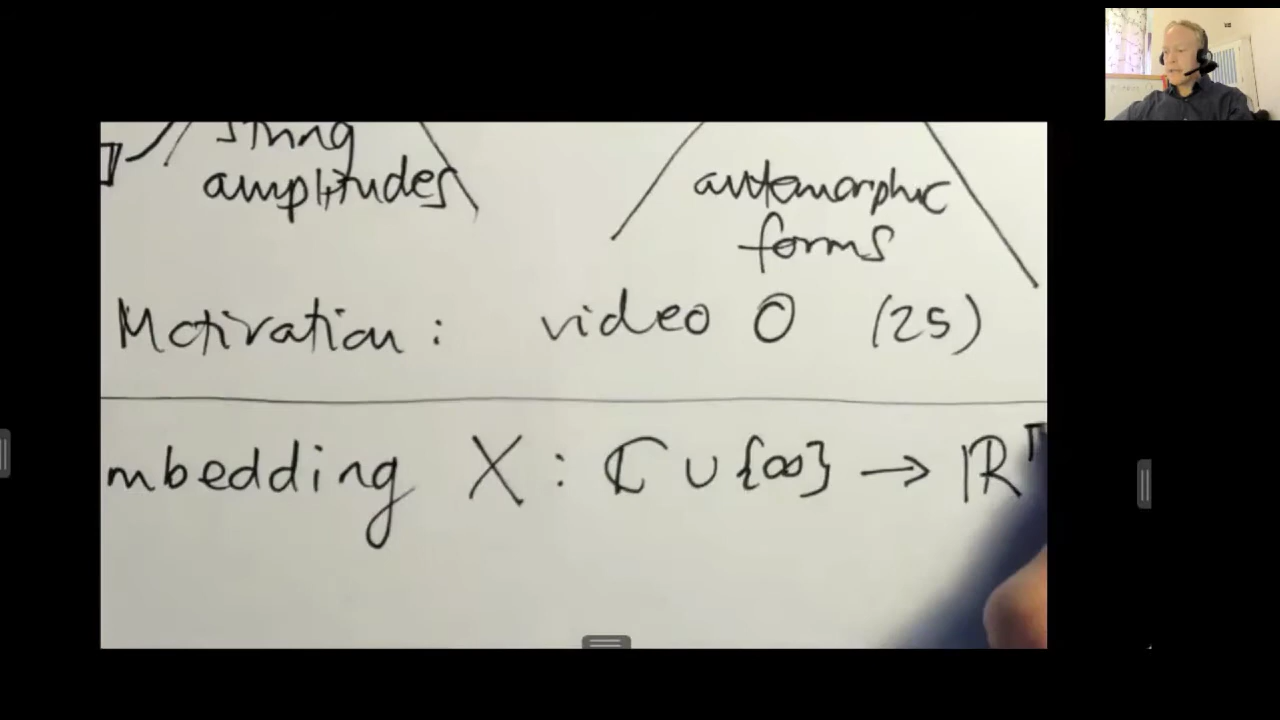 string
amplitudes
automorphic
forms
Motivation: video 0 (25)
mbedding X : ℂ ∪ {∞} → ℝ